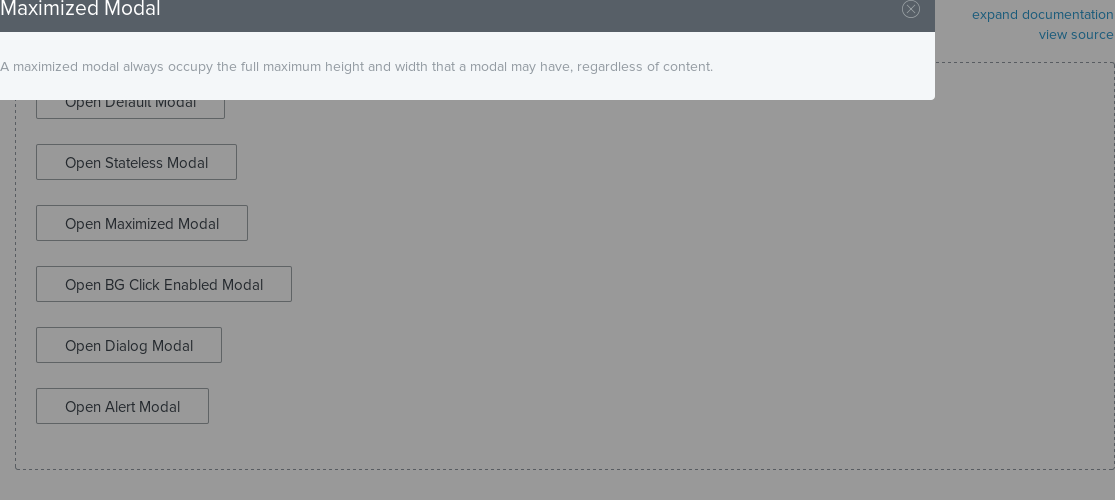 Maximized Modal
expand documentation
view source
A maximized modal always occupy the full maximum height and width that a modal may have, regardless of content.
Open Default Modal
Open Stateless Modal
Open Maximized Modal
Open BG Click Enabled Modal
Open Dialog Modal
Open Alert Modal